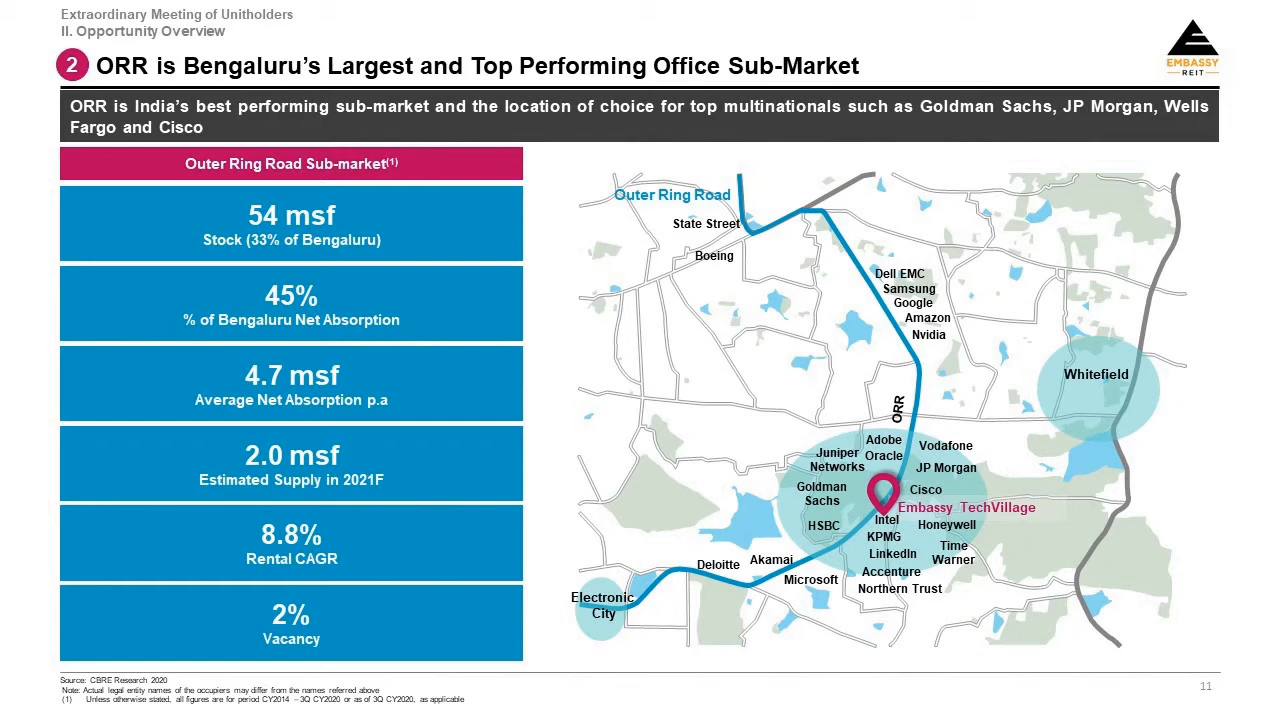 Extraordinary Meeting of Unitholders
II. Opportunity Overview
2 ORR is Bengaluru's Largest and Top Performing Office Sub-Market
EMBASSY
REIT
ORR is India's best performing sub-market and the location of choice for top multinationals such as Goldman Sachs, JP Morgan, Wells
Fargo and Cisco
Outer Ring Road Sub-market(1)
54 msf
Stock (33% of Bengaluru)
45%
% of Bengaluru Net Absorption
4.7 msf
Average Net Absorption p.a
2.0 msf
Estimated Supply in 2021F
8.8%
Rental CAGR
2%
Vacancy
Outer Ring Road
State Street
Boeing
Dell EMC
Samsung
Google
Amazon
Nvidia
Whitefield
ORR
Adobe
Oracle
Vodafone
Juniper
Networks
JP Morgan
Goldman
Sachs
Cisco
Embassy TechVillage
HSBC
Intel
Honeywell
KPMG
LinkedIn
Time
Warner
Accenture
Northern Trust
Deloitte
Akamai
Microsoft
Electronic
City
Source: CBRE Research 2020
Note: Actual legal entity names of the occupiers may differ from the names referred above
(1) Unless otherwise stated, all figures are for period CY2014 – 3Q CY2020 or as of 3Q CY2020, as applicable
11